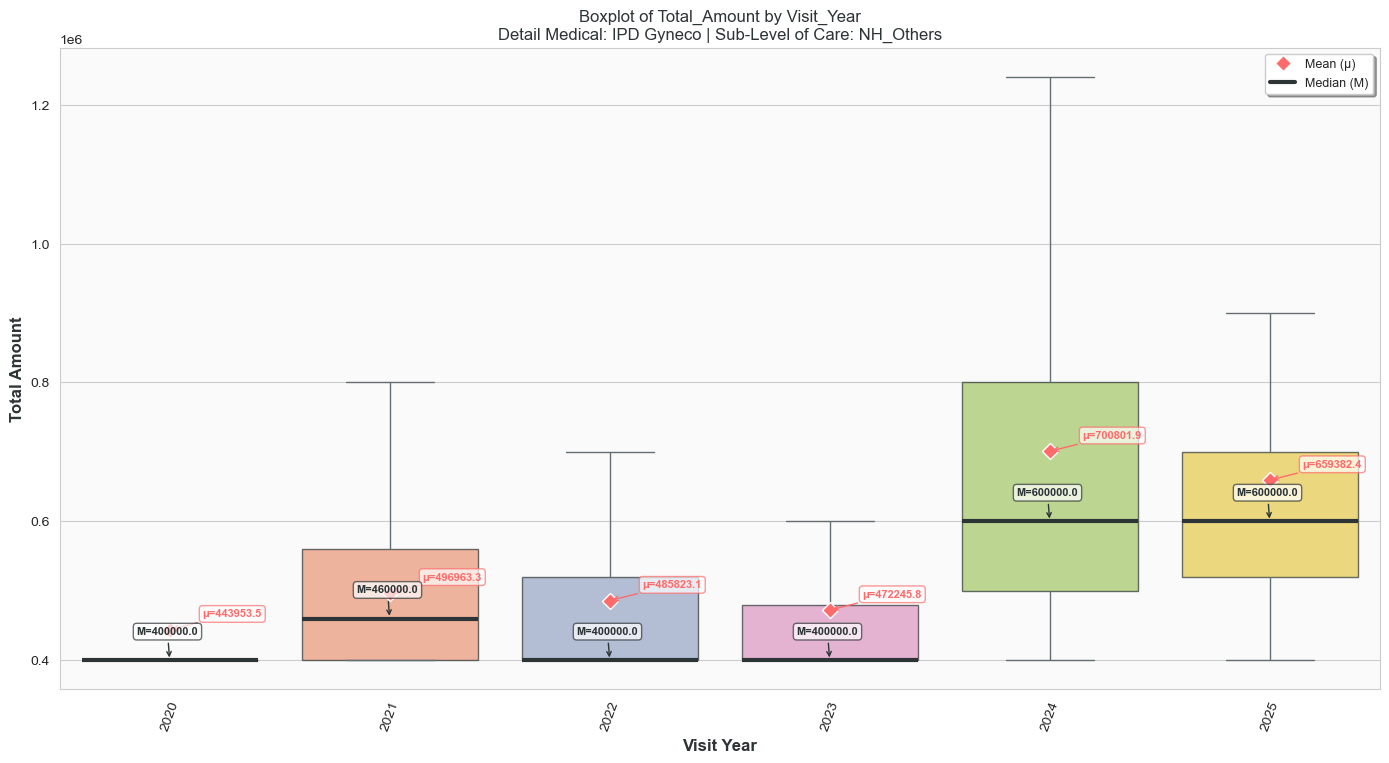 Boxplot of Total_Amount by Visit_Year
Detail Medical: IPD Gyneco | Sub-Level of Care: NH_Others
1e6
Mean (μ)
Median (M)
1.2
1.0
0.8
0.6
0.4
Total Amount
μ=443953.5
M=400000.0
μ=496963.3
M=460000.0
μ=485823.1
M=400000.0
μ=472245.8
M=400000.0
μ=700801.9
M=600000.0
μ=659382.4
M=600000.0
2020
2021
2022
2023
2024
2025
Visit Year